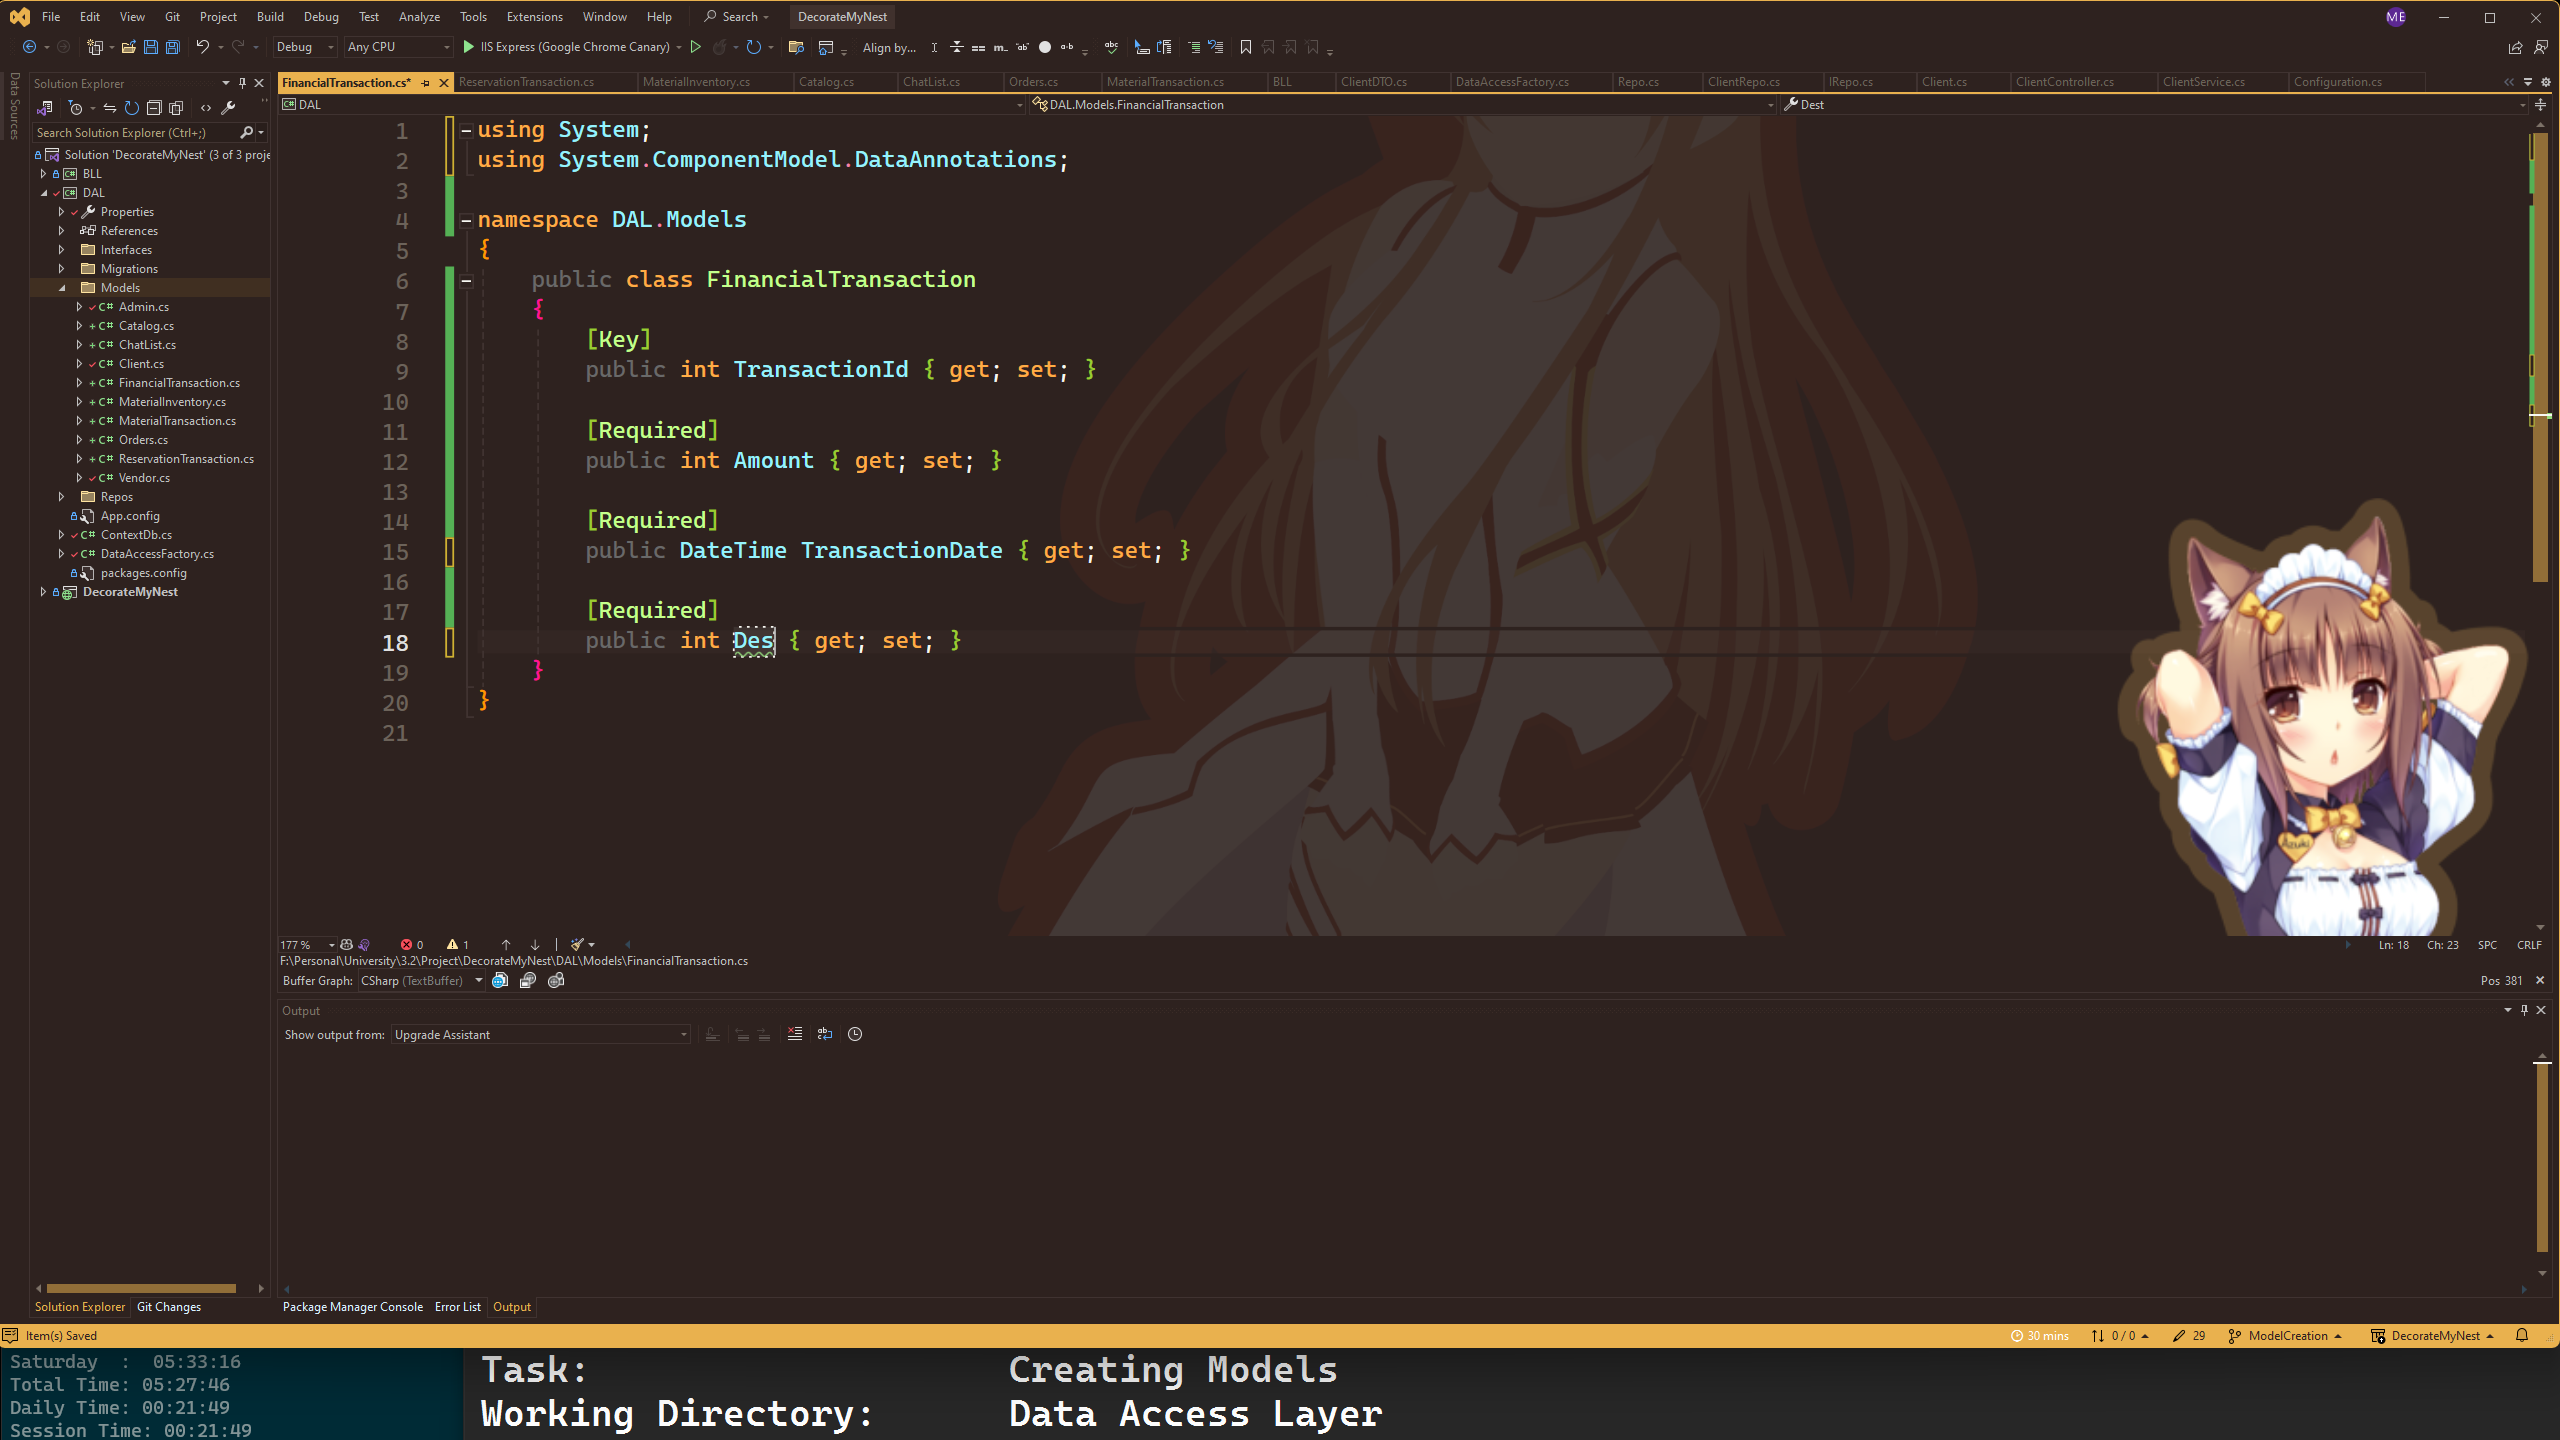 File Edit View Git Project Build Debug Test Analyze Tools Extensions Window Help Search DecorateMyNest ME
Debug Any CPU IIS Express (Google Chrome Canary) Align by...
Data Sources
Solution Explorer
Search Solution Explorer (Ctrl+;)
Solution 'DecorateMyNest' (3 of 3 proje
BLL
DAL
Properties
References
Interfaces
Migrations
Models
C# Admin.cs
C# Catalog.cs
C# ChatList.cs
C# Client.cs
C# FinancialTransaction.cs
C# MaterialInventory.cs
C# MaterialTransaction.cs
C# Orders.cs
C# ReservationTransaction.cs
C# Vendor.cs
Repos
App.config
C# ContextDb.cs
C# DataAccessFactory.cs
packages.config
DecorateMyNest
FinancialTransaction.cs* ReservationTransaction.cs MaterialInventory.cs Catalog.cs ChatList.cs Orders.cs MaterialTransaction.cs BLL ClientDTO.cs DataAccessFactory.cs Repo.cs ClientRepo.cs IRepo.cs Client.cs ClientController.cs ClientService.cs Configuration.cs
DAL DAL.Models.FinancialTransaction Dest
1 using System;
2 using System.ComponentModel.DataAnnotations;
3
4 namespace DAL.Models
5 {
6 public class FinancialTransaction
7 {
8 [Key]
9 public int TransactionId { get; set; }
10
11 [Required]
12 public int Amount { get; set; }
13
14 [Required]
15 public DateTime TransactionDate { get; set; }
16
17 [Required]
18 public int Des { get; set; }
19 }
20 }
21
Azuki
177 % 0 1 Ln: 18 Ch: 23 SPC CRLF
F:\Personal\University\3.2\Project\DecorateMyNest\DAL\Models\FinancialTransaction.cs
Buffer Graph: CSharp (TextBuffer) Pos 381
Output
Show output from: Upgrade Assistant
Solution Explorer Git Changes Package Manager Console Error List Output
Item(s) Saved 30 mins 0 / 0 29 ModelCreation DecorateMyNest
Saturday : 05:33:16
Total Time: 05:27:46
Daily Time: 00:21:49
Session Time: 00:21:49
Task: Creating Models
Working Directory: Data Access Layer